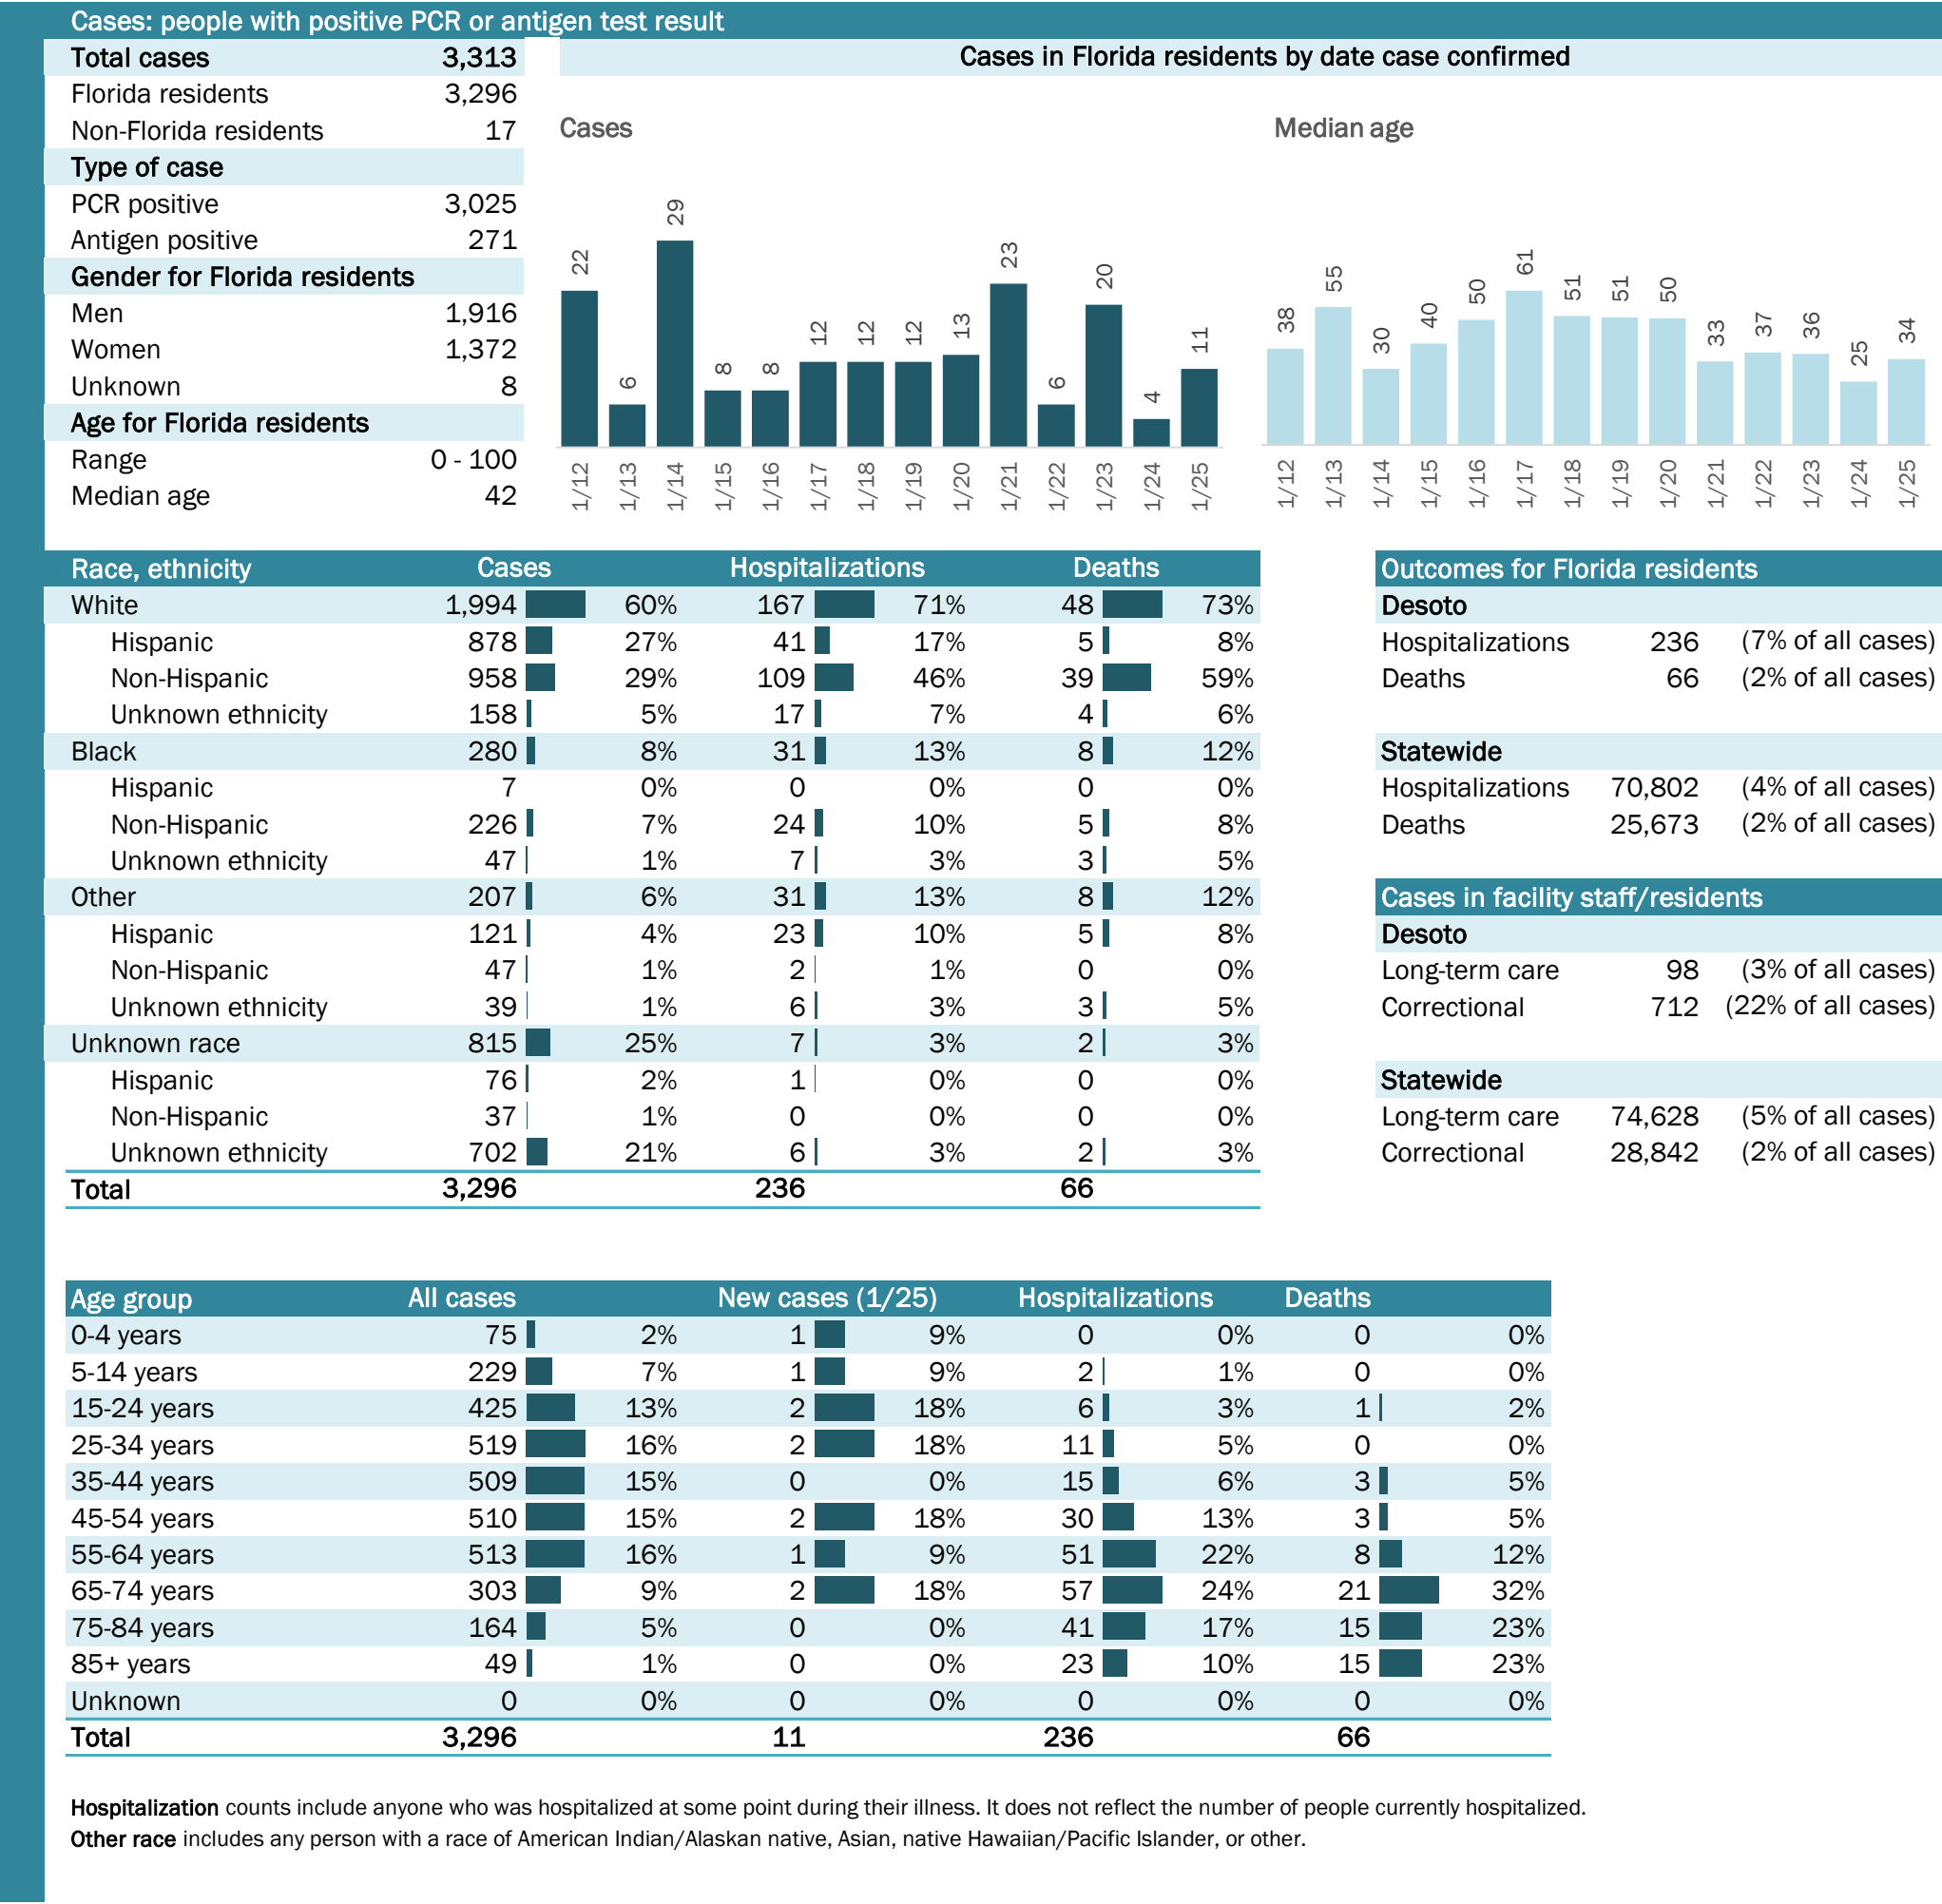 Cases: people with positive PCR or antigen test result
Total cases 3,313
Florida residents 3,296
Non-Florida residents 17
Type of case
PCR positive 3,025
Antigen positive 271
Gender for Florida residents
Men 1,916
Women 1,372
Unknown 8
Age for Florida residents
Range 0 - 100
Median age 42
Cases in Florida residents by date case confirmed
Cases
22 6 29 8 8 12 12 12 13 23 6 20 4 11
1/12 1/13 1/14 1/15 1/16 1/17 1/18 1/19 1/20 1/21 1/22 1/23 1/24 1/25
Median age
38 55 30 40 50 61 51 51 50 33 37 36 25 34
1/12 1/13 1/14 1/15 1/16 1/17 1/18 1/19 1/20 1/21 1/22 1/23 1/24 1/25
Race, ethnicity Cases Hospitalizations Deaths
White 1,994 60% 167 71% 48 73%
Hispanic 878 27% 41 17% 5 8%
Non-Hispanic 958 29% 109 46% 39 59%
Unknown ethnicity 158 5% 17 7% 4 6%
Black 280 8% 31 13% 8 12%
Hispanic 7 0% 0 0% 0 0%
Non-Hispanic 226 7% 24 10% 5 8%
Unknown ethnicity 47 1% 7 3% 3 5%
Other 207 6% 31 13% 8 12%
Hispanic 121 4% 23 10% 5 8%
Non-Hispanic 47 1% 2 1% 0 0%
Unknown ethnicity 39 1% 6 3% 3 5%
Unknown race 815 25% 7 3% 2 3%
Hispanic 76 2% 1 0% 0 0%
Non-Hispanic 37 1% 0 0% 0 0%
Unknown ethnicity 702 21% 6 3% 2 3%
Total 3,296 236 66
Outcomes for Florida residents
Desoto
Hospitalizations 236 (7% of all cases)
Deaths 66 (2% of all cases)
Statewide
Hospitalizations 70,802 (4% of all cases)
Deaths 25,673 (2% of all cases)
Cases in facility staff/residents
Desoto
Long-term care 98 (3% of all cases)
Correctional 712 (22% of all cases)
Statewide
Long-term care 74,628 (5% of all cases)
Correctional 28,842 (2% of all cases)
Age group All cases New cases (1/25) Hospitalizations Deaths
0-4 years 75 2% 1 9% 0 0% 0 0%
5-14 years 229 7% 1 9% 2 1% 0 0%
15-24 years 425 13% 2 18% 6 3% 1 2%
25-34 years 519 16% 2 18% 11 5% 0 0%
35-44 years 509 15% 0 0% 15 6% 3 5%
45-54 years 510 15% 2 18% 30 13% 3 5%
55-64 years 513 16% 1 9% 51 22% 8 12%
65-74 years 303 9% 2 18% 57 24% 21 32%
75-84 years 164 5% 0 0% 41 17% 15 23%
85+ years 49 1% 0 0% 23 10% 15 23%
Unknown 0 0% 0 0% 0 0% 0 0%
Total 3,296 11 236 66
Hospitalization counts include anyone who was hospitalized at some point during their illness. It does not reflect the number of people currently hospitalized.
Other race includes any person with a race of American Indian/Alaskan native, Asian, native Hawaiian/Pacific Islander, or other.